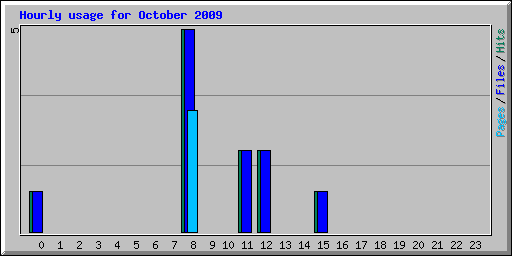 Hourly usage for October 2009
5
Pages/Files/Hits
0 1 2 3 4 5 6 7 8 9 10 11 12 13 14 15 16 17 18 19 20 21 22 23